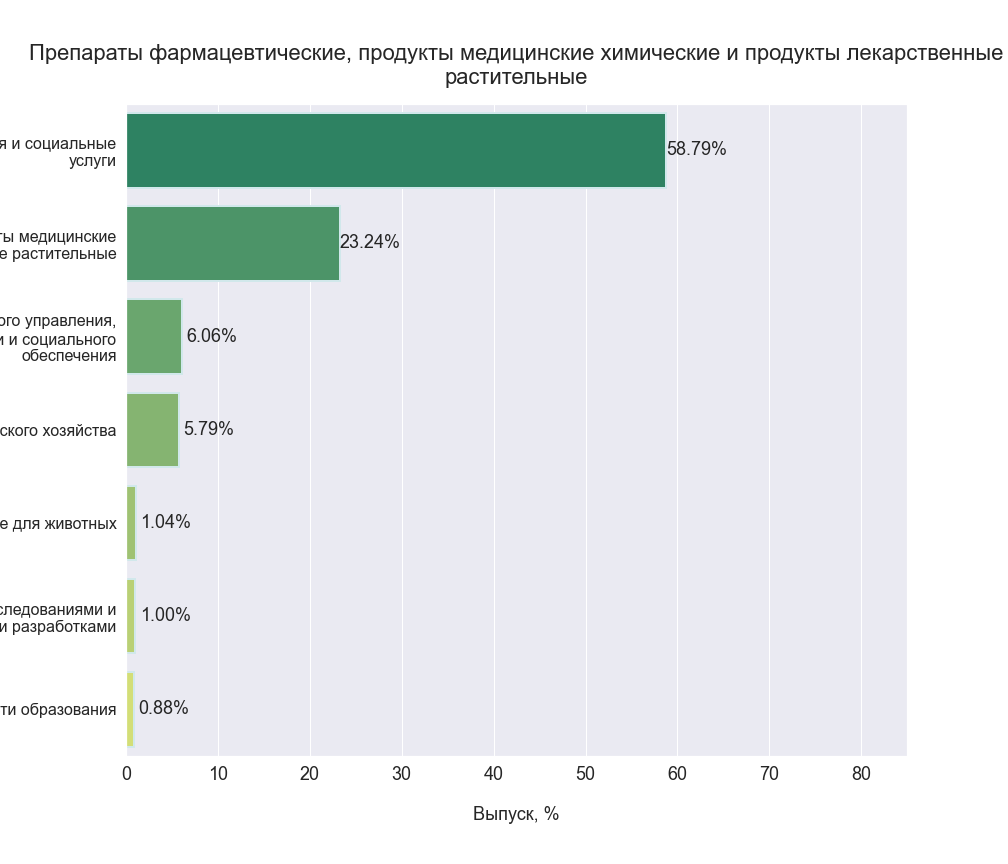 Препараты фармацевтические, продукты медицинские химические и продукты лекарственные
растительные
я и социальные
услуги
58.79%
ты медицинские
е растительные
23.24%
ого управления,
и и социального
обеспечения
6.06%
ского хозяйства
5.79%
е для животных
1.04%
следованиями и
и разработками
1.00%
ти образования
0.88%
0 10 20 30 40 50 60 70 80
Выпуск, %